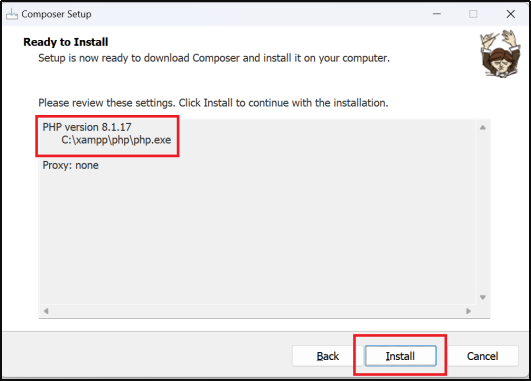 Composer Setup
Ready to Install
Setup is now ready to download Composer and install it on your computer.
Please review these settings. Click Install to continue with the installation.
PHP version 8.1.17
C:\xampp\php\php.exe
Proxy: none
Back Install Cancel